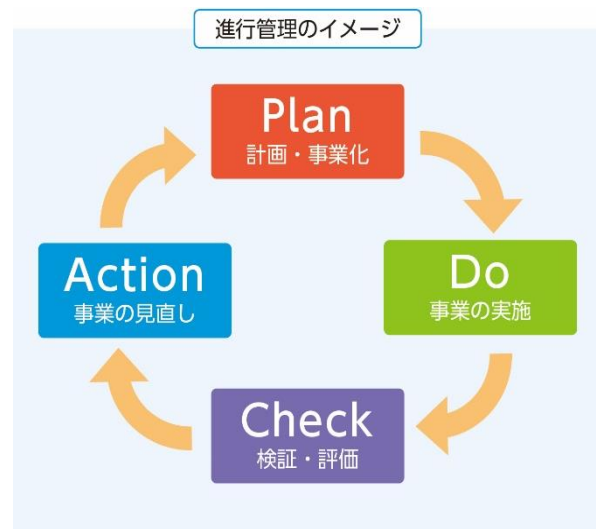 進行管理のイメージ
Plan
計画・事業化
Do
事業の実施
Check
検証・評価
Action
事業の見直し